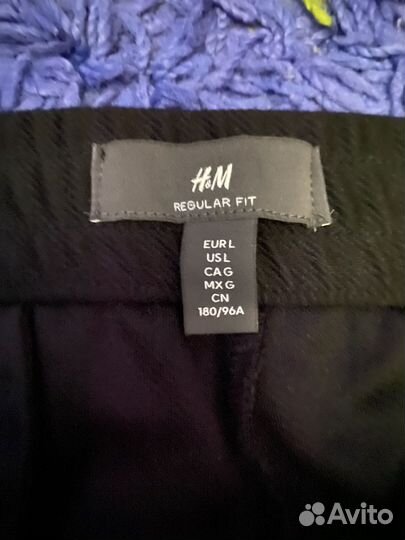 H&M
REGULAR FIT
EUR L
US L
CA G
MX G
CN
180/96A
Avito